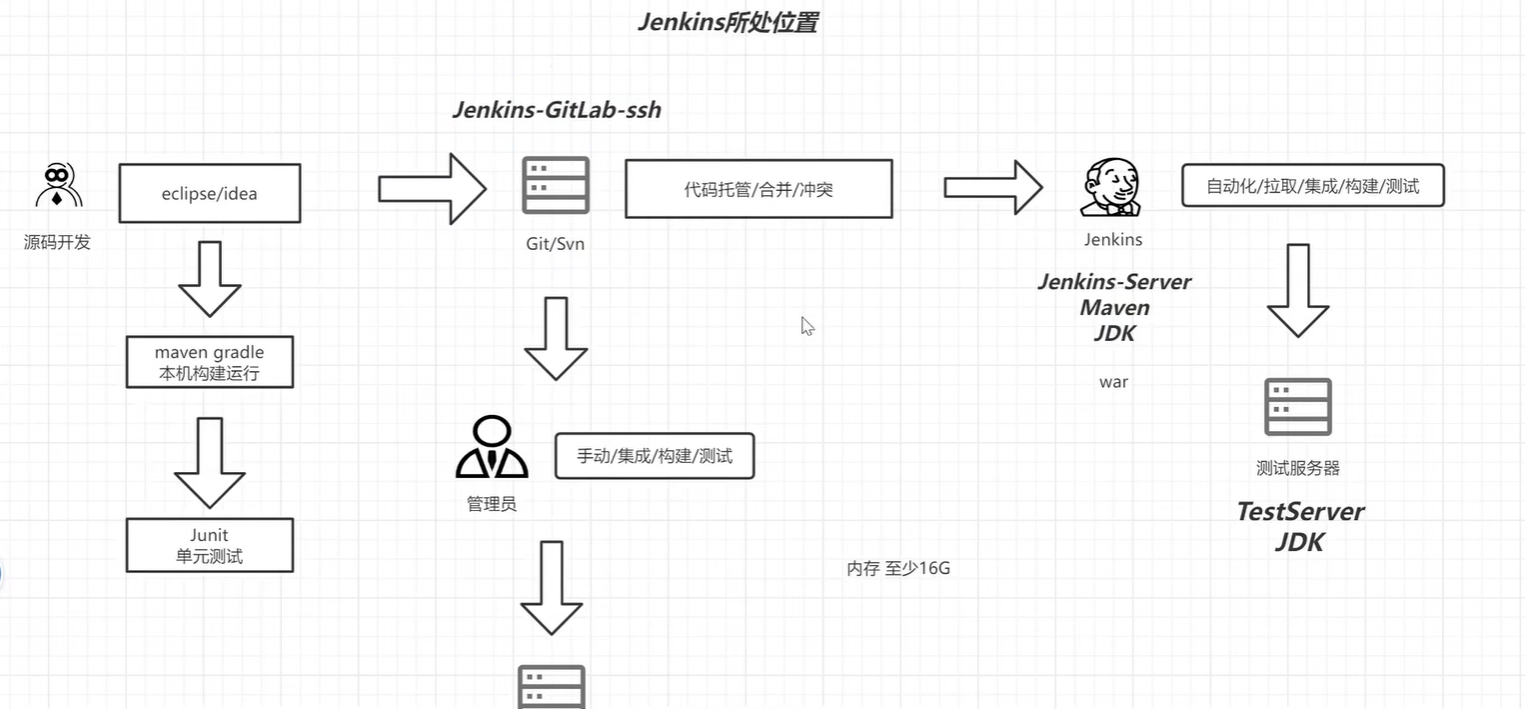 Jenkins所处位置
Jenkins-GitLab-ssh
eclipse/idea
源码开发
maven gradle
本机构建运行
Junit
单元测试
Git/Svn
代码托管/合并/冲突
管理员
手动/集成/构建/测试
Jenkins
自动化/拉取/集成/构建/测试
Jenkins-Server
Maven
JDK
war
测试服务器
TestServer
JDK
内存 至少16G